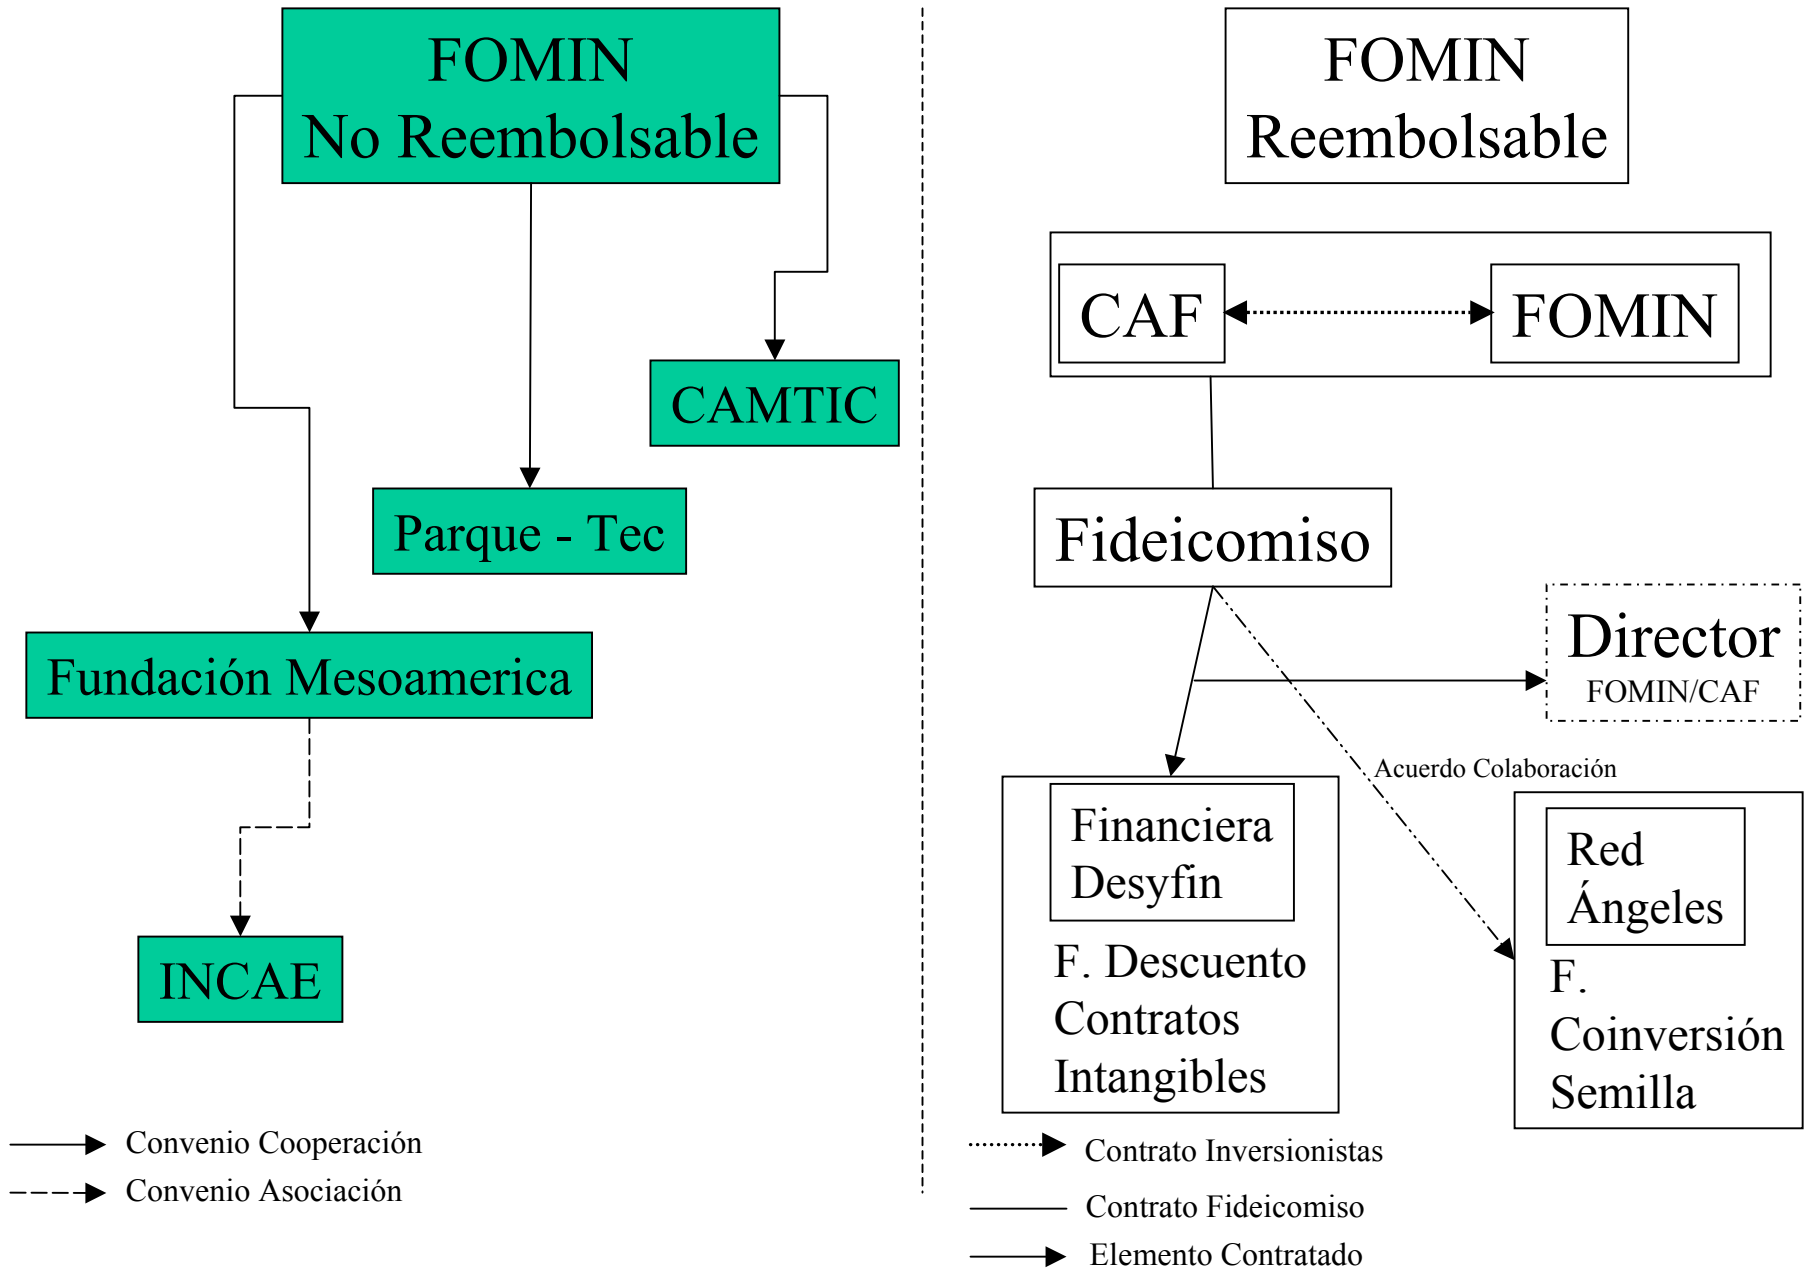 FOMIN
No Reembolsable
CAMTIC
Parque - Tec
Fundación Mesoamerica
INCAE
Convenio Cooperación
Convenio Asociación
FOMIN
Reembolsable
CAF
FOMIN
Fideicomiso
Director
FOMIN/CAF
Acuerdo Colaboración
Financiera
Desyfin
F. Descuento
Contratos
Intangibles
Red
Ángeles
F.
Coinversión
Semilla
Contrato Inversionistas
Contrato Fideicomiso
Elemento Contratado